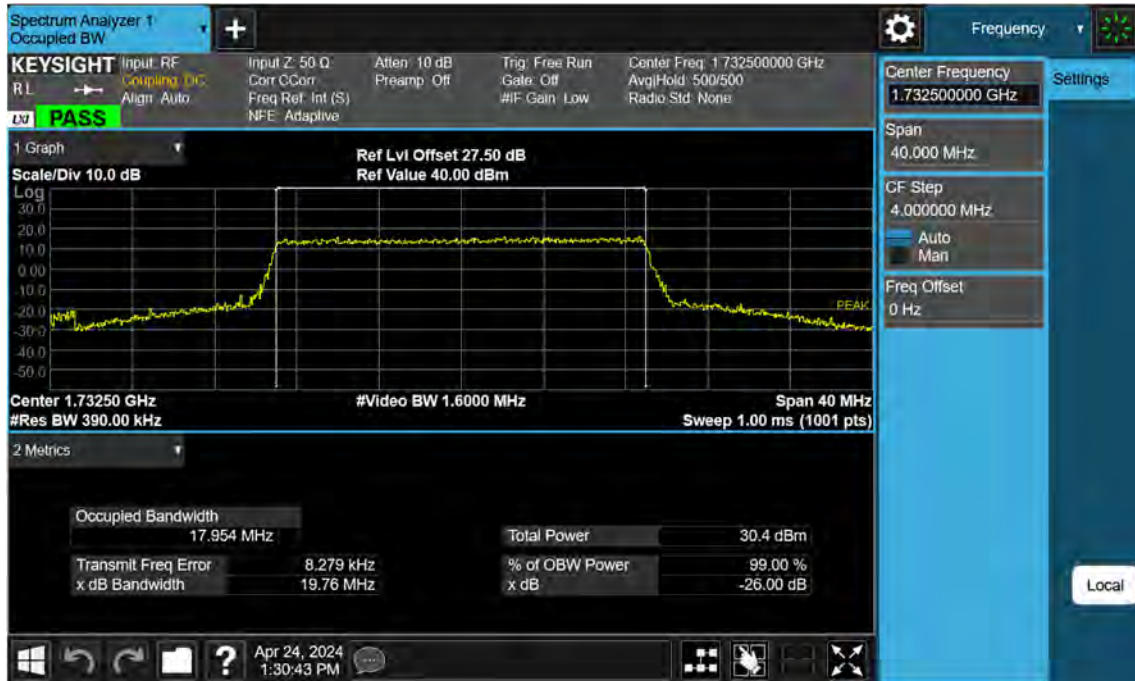 Spectrum Analyzer 1
Occupied BW
+
Frequency
KEYSIGHT
R L
LXI
PASS
Input: RF
Coupling: DC
Align: Auto
Input Z: 50 Ω
Corr CCorr
Freq Ref: Int (S)
NFE: Adaptive
Atten: 10 dB
Preamp: Off
Trig: Free Run
Gate: Off
#IF Gain: Low
Center Freq: 1.732500000 GHz
Avg|Hold: 500/500
Radio Std: None
Center Frequency
1.732500000 GHz
Settings
Span
40.000 MHz
CF Step
4.000000 MHz
Auto
Man
Freq Offset
0 Hz
Local
1 Graph
Scale/Div 10.0 dB
Ref Lvl Offset 27.50 dB
Ref Value 40.00 dBm
Log
30.0
20.0
10.0
0.00
-10.0
-20.0
-30.0
-40.0
-50.0
PEAK
Center 1.73250 GHz
#Video BW 1.6000 MHz
Span 40 MHz
#Res BW 390.00 kHz
Sweep 1.00 ms (1001 pts)
2 Metrics
Occupied Bandwidth
17.954 MHz
Total Power 30.4 dBm
Transmit Freq Error 8.279 kHz
% of OBW Power 99.00 %
x dB Bandwidth 19.76 MHz
x dB -26.00 dB
?
Apr 24, 2024
1:30:43 PM